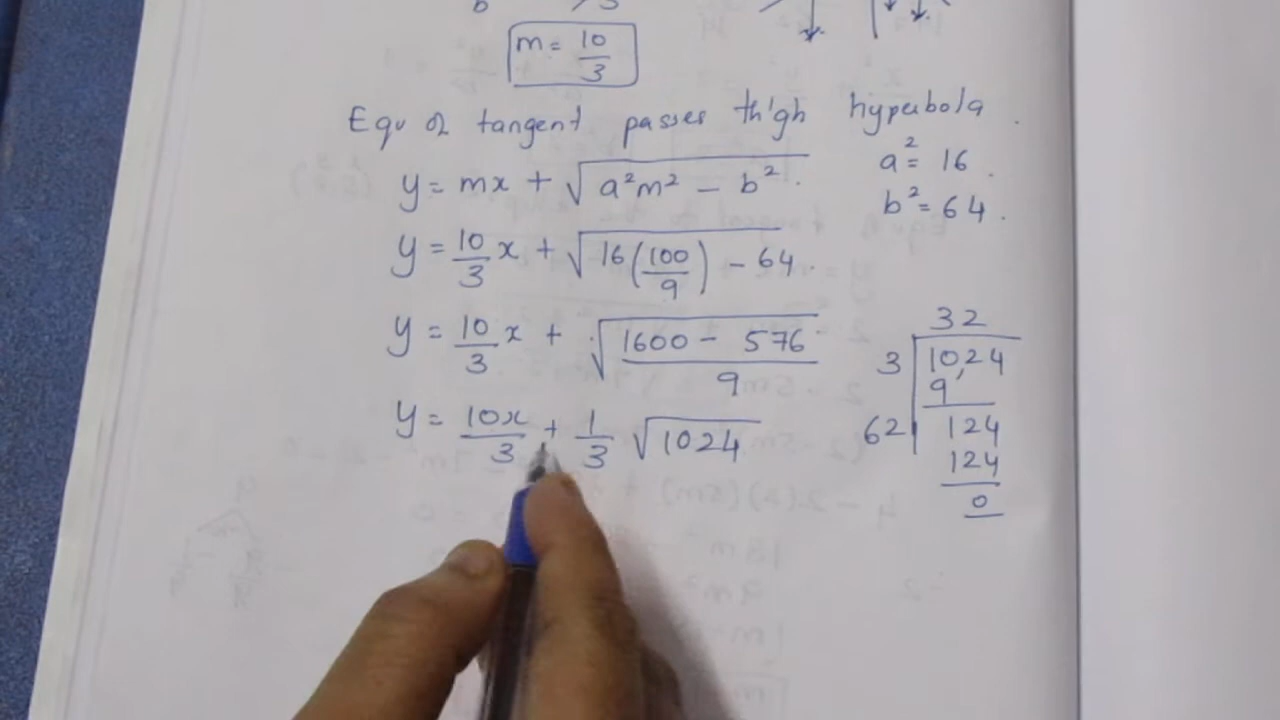 m = 10/3
Equ of tangent passes th'gh hyperbola.
y = mx + √(a²m² - b²).
a² = 16.
b² = 64.
y = 10/3 x + √(16(100/9) - 64).
y = 10/3 x + √((1600 - 576)/9)
y = 10x/3 + 1/3 √1024
32
3 10,24
9
62 124
124
0